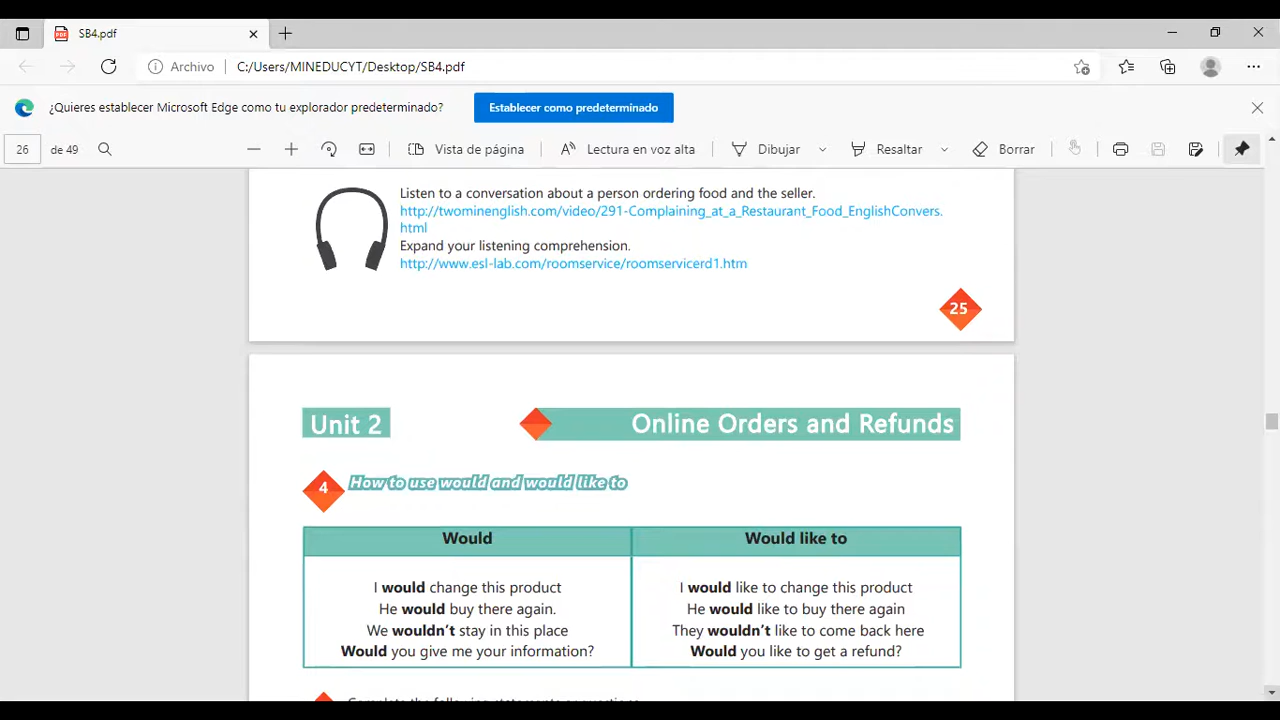 SB4.pdf
Archivo C:/Users/MINEDUCYT/Desktop/SB4.pdf
¿Quieres establecer Microsoft Edge como tu explorador predeterminado? Establecer como predeterminado
26 de 49 Vista de página Lectura en voz alta Dibujar Resaltar Borrar
Listen to a conversation about a person ordering food and the seller.
http://twominenglish.com/video/291-Complaining_at_a_Restaurant_Food_EnglishConvers.
html
Expand your listening comprehension.
http://www.esl-lab.com/roomservice/roomservicerd1.htm
25
Unit 2 Online Orders and Refunds
4 How to use would and would like to
Would
I would change this product
He would buy there again.
We wouldn't stay in this place
Would you give me your information?
Would like to
I would like to change this product
He would like to buy there again
They wouldn't like to come back here
Would you like to get a refund?
Complete the following statements or questions